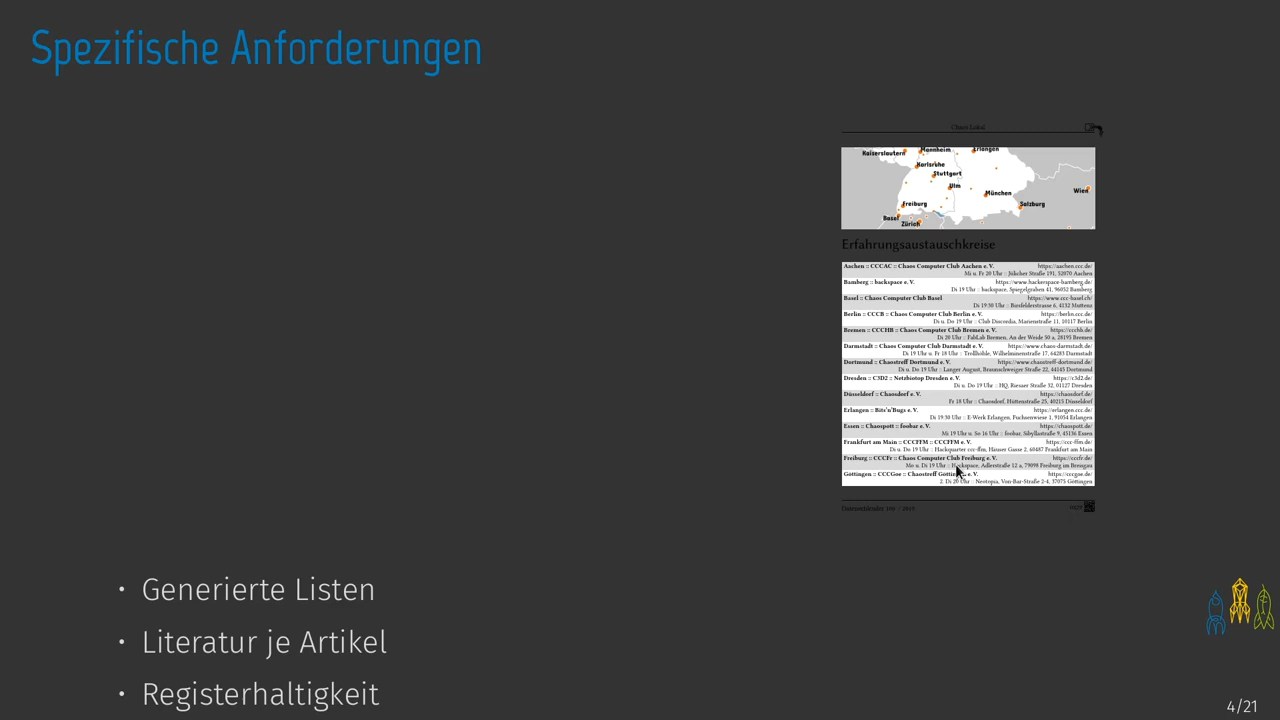 Spezifische Anforderungen
Chaos Lokal
Kaiserslautern
Mannheim
Erlangen
Karlsruhe
Stuttgart
Ulm
München
Wien
Freiburg
Salzburg
Basel
Zürich
Erfahrungsaustauschkreise
Aachen :: CCCAC :: Chaos Computer Club Aachen e. V. https://aachen.ccc.de/
Mi u. Fr 20 Uhr :: Jülicher Straße 191, 52070 Aachen
Bamberg :: backspace e. V. https://www.hackerspace-bamberg.de/
Di 19 Uhr :: backspace, Spiegelgraben 41, 96052 Bamberg
Basel :: Chaos Computer Club Basel https://www.ccc-basel.ch/
Di 19:30 Uhr :: Birsfelderstrasse 6, 4132 Muttenz
Berlin :: CCCB :: Chaos Computer Club Berlin e. V. https://berlin.ccc.de/
Di u. Do 19 Uhr :: Club Discordia, Marienstraße 11, 10117 Berlin
Bremen :: CCCHB :: Chaos Computer Club Bremen e. V. https://ccchb.de/
Di 20 Uhr :: FabLab Bremen, An der Weide 50 a, 28195 Bremen
Darmstadt :: Chaos Computer Club Darmstadt e. V. https://www.chaos-darmstadt.de/
Di 19 Uhr u. Fr 18 Uhr :: Trollhöhle, Wilhelminenstraße 17, 64283 Darmstadt
Dortmund :: Chaostreff Dortmund e. V. https://www.chaostreff-dortmund.de/
Di u. Do 19 Uhr :: Langer August, Braunschweiger Straße 22, 44145 Dortmund
Dresden :: C3D2 :: Netzbiotop Dresden e. V. https://c3d2.de/
Di u. Do 19 Uhr :: HQ, Riesaer Straße 32, 01127 Dresden
Düsseldorf :: Chaosdorf e. V. https://chaosdorf.de/
Fr 18 Uhr :: Chaosdorf, Hüttenstraße 25, 40215 Düsseldorf
Erlangen :: Bits'n'Bugs e. V. https://erlangen.ccc.de/
Di 19:30 Uhr :: E-Werk Erlangen, Fuchsenwiese 1, 91054 Erlangen
Essen :: Chaospott :: foobar e. V. https://chaospott.de/
Mi 19 Uhr u. So 16 Uhr :: foobar, Sibyllastraße 9, 45136 Essen
Frankfurt am Main :: CCCFFM :: CCCFFM e. V. https://ccc-ffm.de/
Di u. Do 19 Uhr :: Hackquarter ccc-ffm, Häuser Gasse 2, 60487 Frankfurt am Main
Freiburg :: CCCFr :: Chaos Computer Club Freiburg e. V. https://cccfr.de/
Mo u. Di 19 Uhr :: Hackspace, Adlerstraße 12 a, 79098 Freiburg im Breisgau
Göttingen :: CCCGoe :: Chaostreff Göttingen e. V. https://cccgoe.de/
2. Di 20 Uhr :: Neotopia, Von-Bar-Straße 2-4, 37075 Göttingen
Datenschleuder 100 / 2019
• Generierte Listen
• Literatur je Artikel
• Registerhaltigkeit
4/21